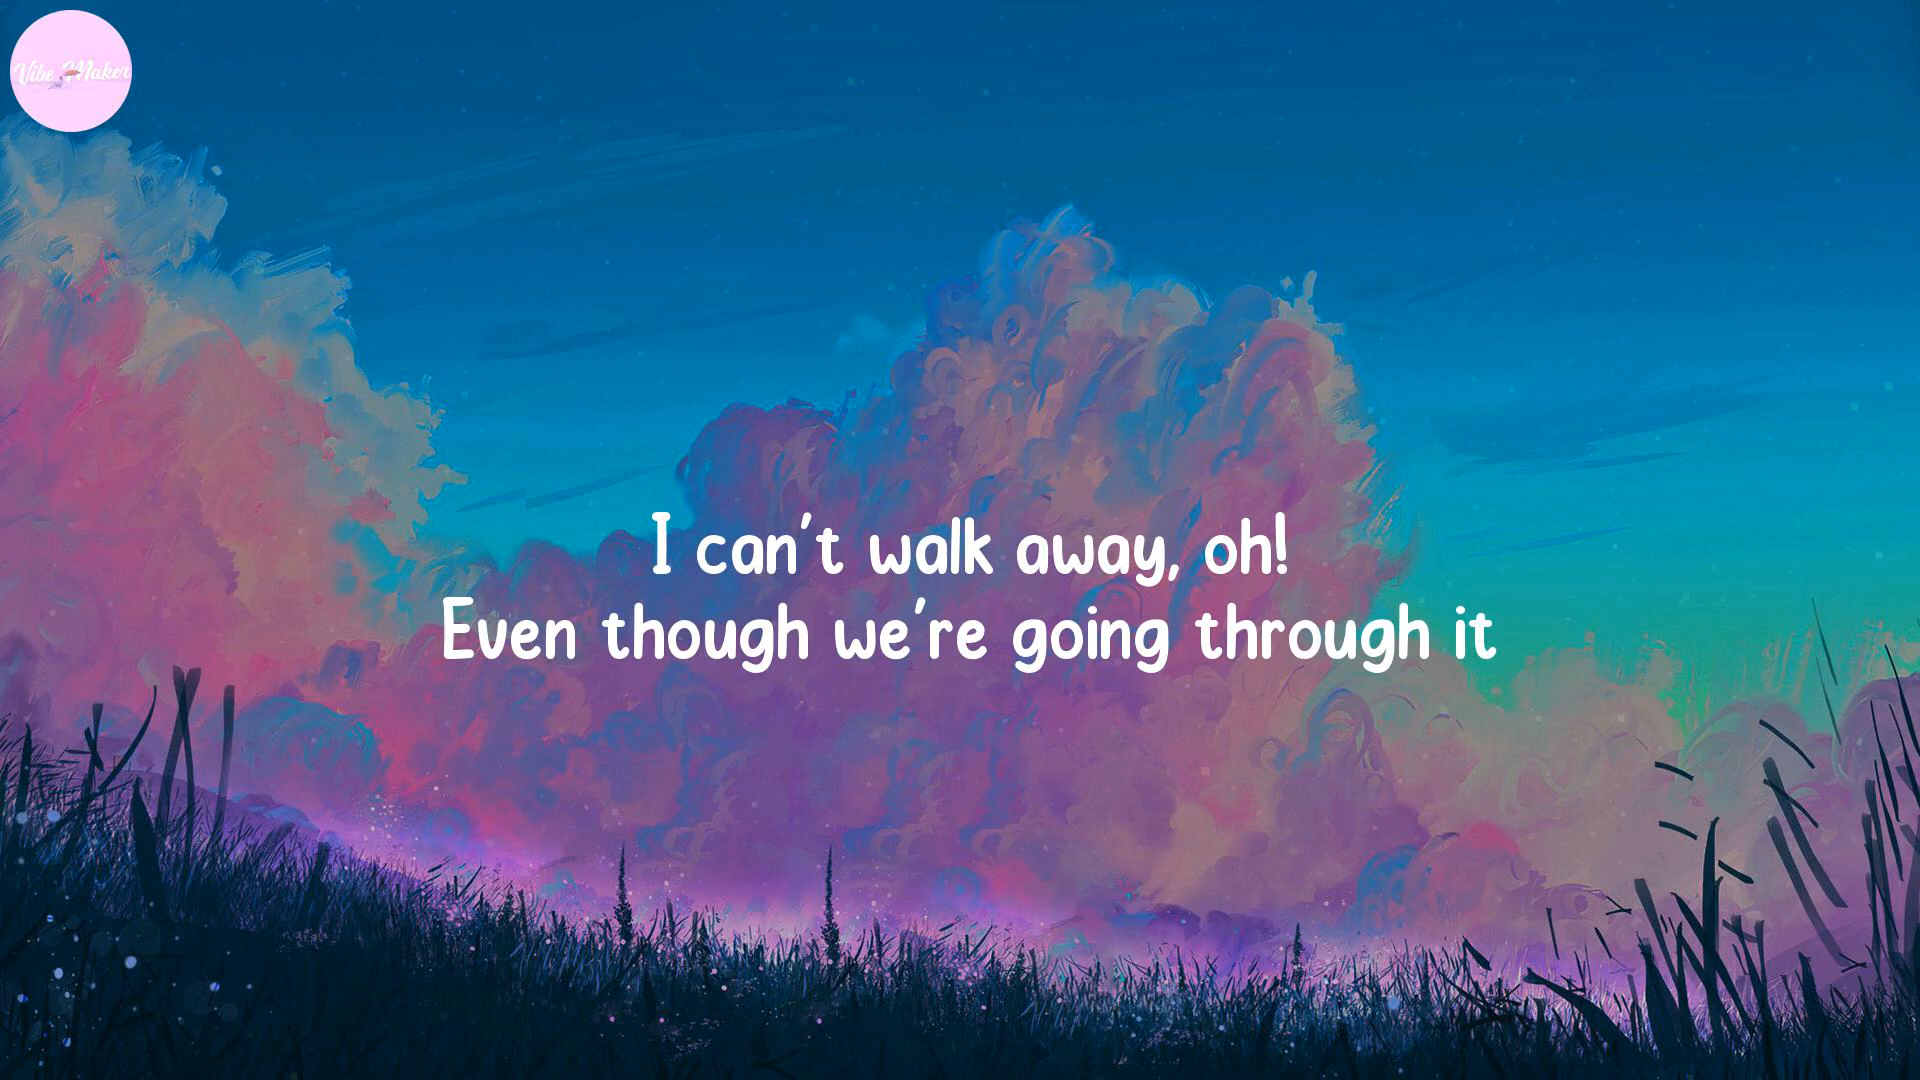 Vibe Maker
I can't walk away, oh!
Even though we're going through it